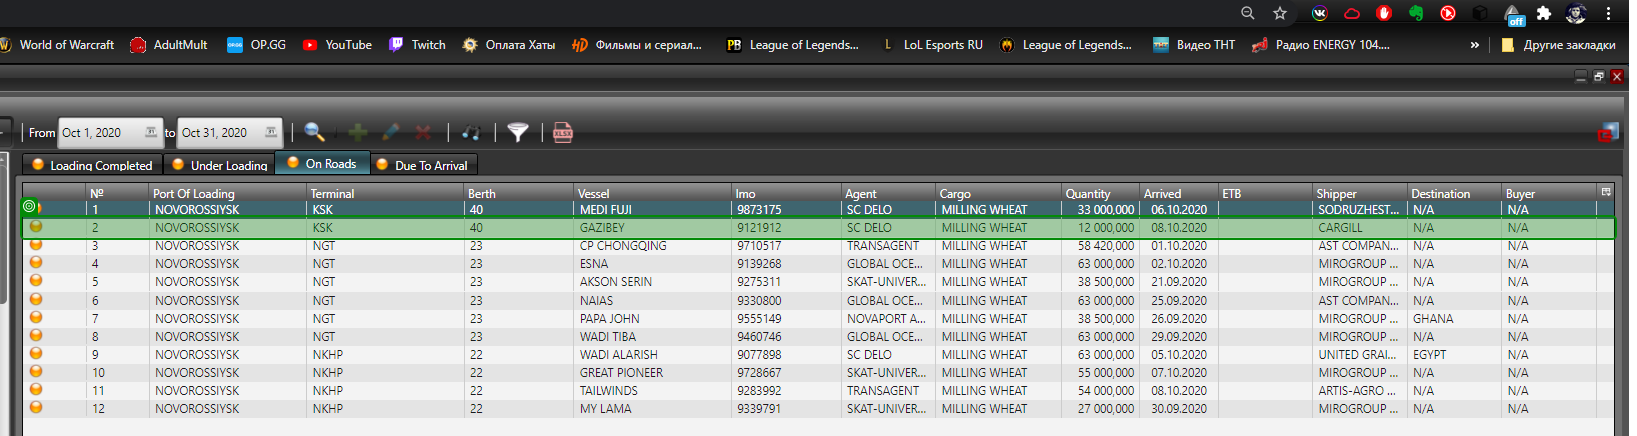 off
World of Warcraft AdultMult OP.GG YouTube Twitch Оплата Хаты Фильмы и сериал... League of Legends... LoL Esports RU League of Legends... Видео ТНТ Радио ENERGY 104.... » Другие закладки
From Oct 1, 2020 to Oct 31, 2020 XLSX
Loading Completed Under Loading On Roads Due To Arrival
№ Port Of Loading Terminal Berth Vessel Imo Agent Cargo Quantity Arrived ETB Shipper Destination Buyer
1 NOVOROSSIYSK KSK 40 MEDI FUJI 9873175 SC DELO MILLING WHEAT 33 000,000 06.10.2020 SODRUZHEST... N/A N/A
2 NOVOROSSIYSK KSK 40 GAZIBEY 9121912 SC DELO MILLING WHEAT 12 000,000 08.10.2020 CARGILL N/A N/A
3 NOVOROSSIYSK NGT 23 CP CHONGQING 9710517 TRANSAGENT MILLING WHEAT 58 420,000 01.10.2020 AST COMPAN... N/A N/A
4 NOVOROSSIYSK NGT 23 ESNA 9139268 GLOBAL OCE... MILLING WHEAT 63 000,000 02.10.2020 MIROGROUP ... N/A N/A
5 NOVOROSSIYSK NGT 23 AKSON SERIN 9275311 SKAT-UNIVER... MILLING WHEAT 38 500,000 21.09.2020 MIROGROUP ... N/A N/A
6 NOVOROSSIYSK NGT 23 NAIAS 9330800 GLOBAL OCE... MILLING WHEAT 63 000,000 25.09.2020 AST COMPAN... N/A N/A
7 NOVOROSSIYSK NGT 23 PAPA JOHN 9555149 NOVAPORT A... MILLING WHEAT 38 500,000 26.09.2020 MIROGROUP ... GHANA N/A
8 NOVOROSSIYSK NGT 23 WADI TIBA 9460746 GLOBAL OCE... MILLING WHEAT 63 000,000 29.09.2020 MIROGROUP ... N/A N/A
9 NOVOROSSIYSK NKHP 22 WADI ALARISH 9077898 SC DELO MILLING WHEAT 63 000,000 05.10.2020 UNITED GRAI... EGYPT N/A
10 NOVOROSSIYSK NKHP 22 GREAT PIONEER 9728667 SKAT-UNIVER... MILLING WHEAT 55 000,000 07.10.2020 MIROGROUP ... N/A N/A
11 NOVOROSSIYSK NKHP 22 TAILWINDS 9283992 TRANSAGENT MILLING WHEAT 54 000,000 08.10.2020 ARTIS-AGRO ... N/A N/A
12 NOVOROSSIYSK NKHP 22 MY LAMA 9339791 SKAT-UNIVER... MILLING WHEAT 27 000,000 30.09.2020 MIROGROUP ... N/A N/A